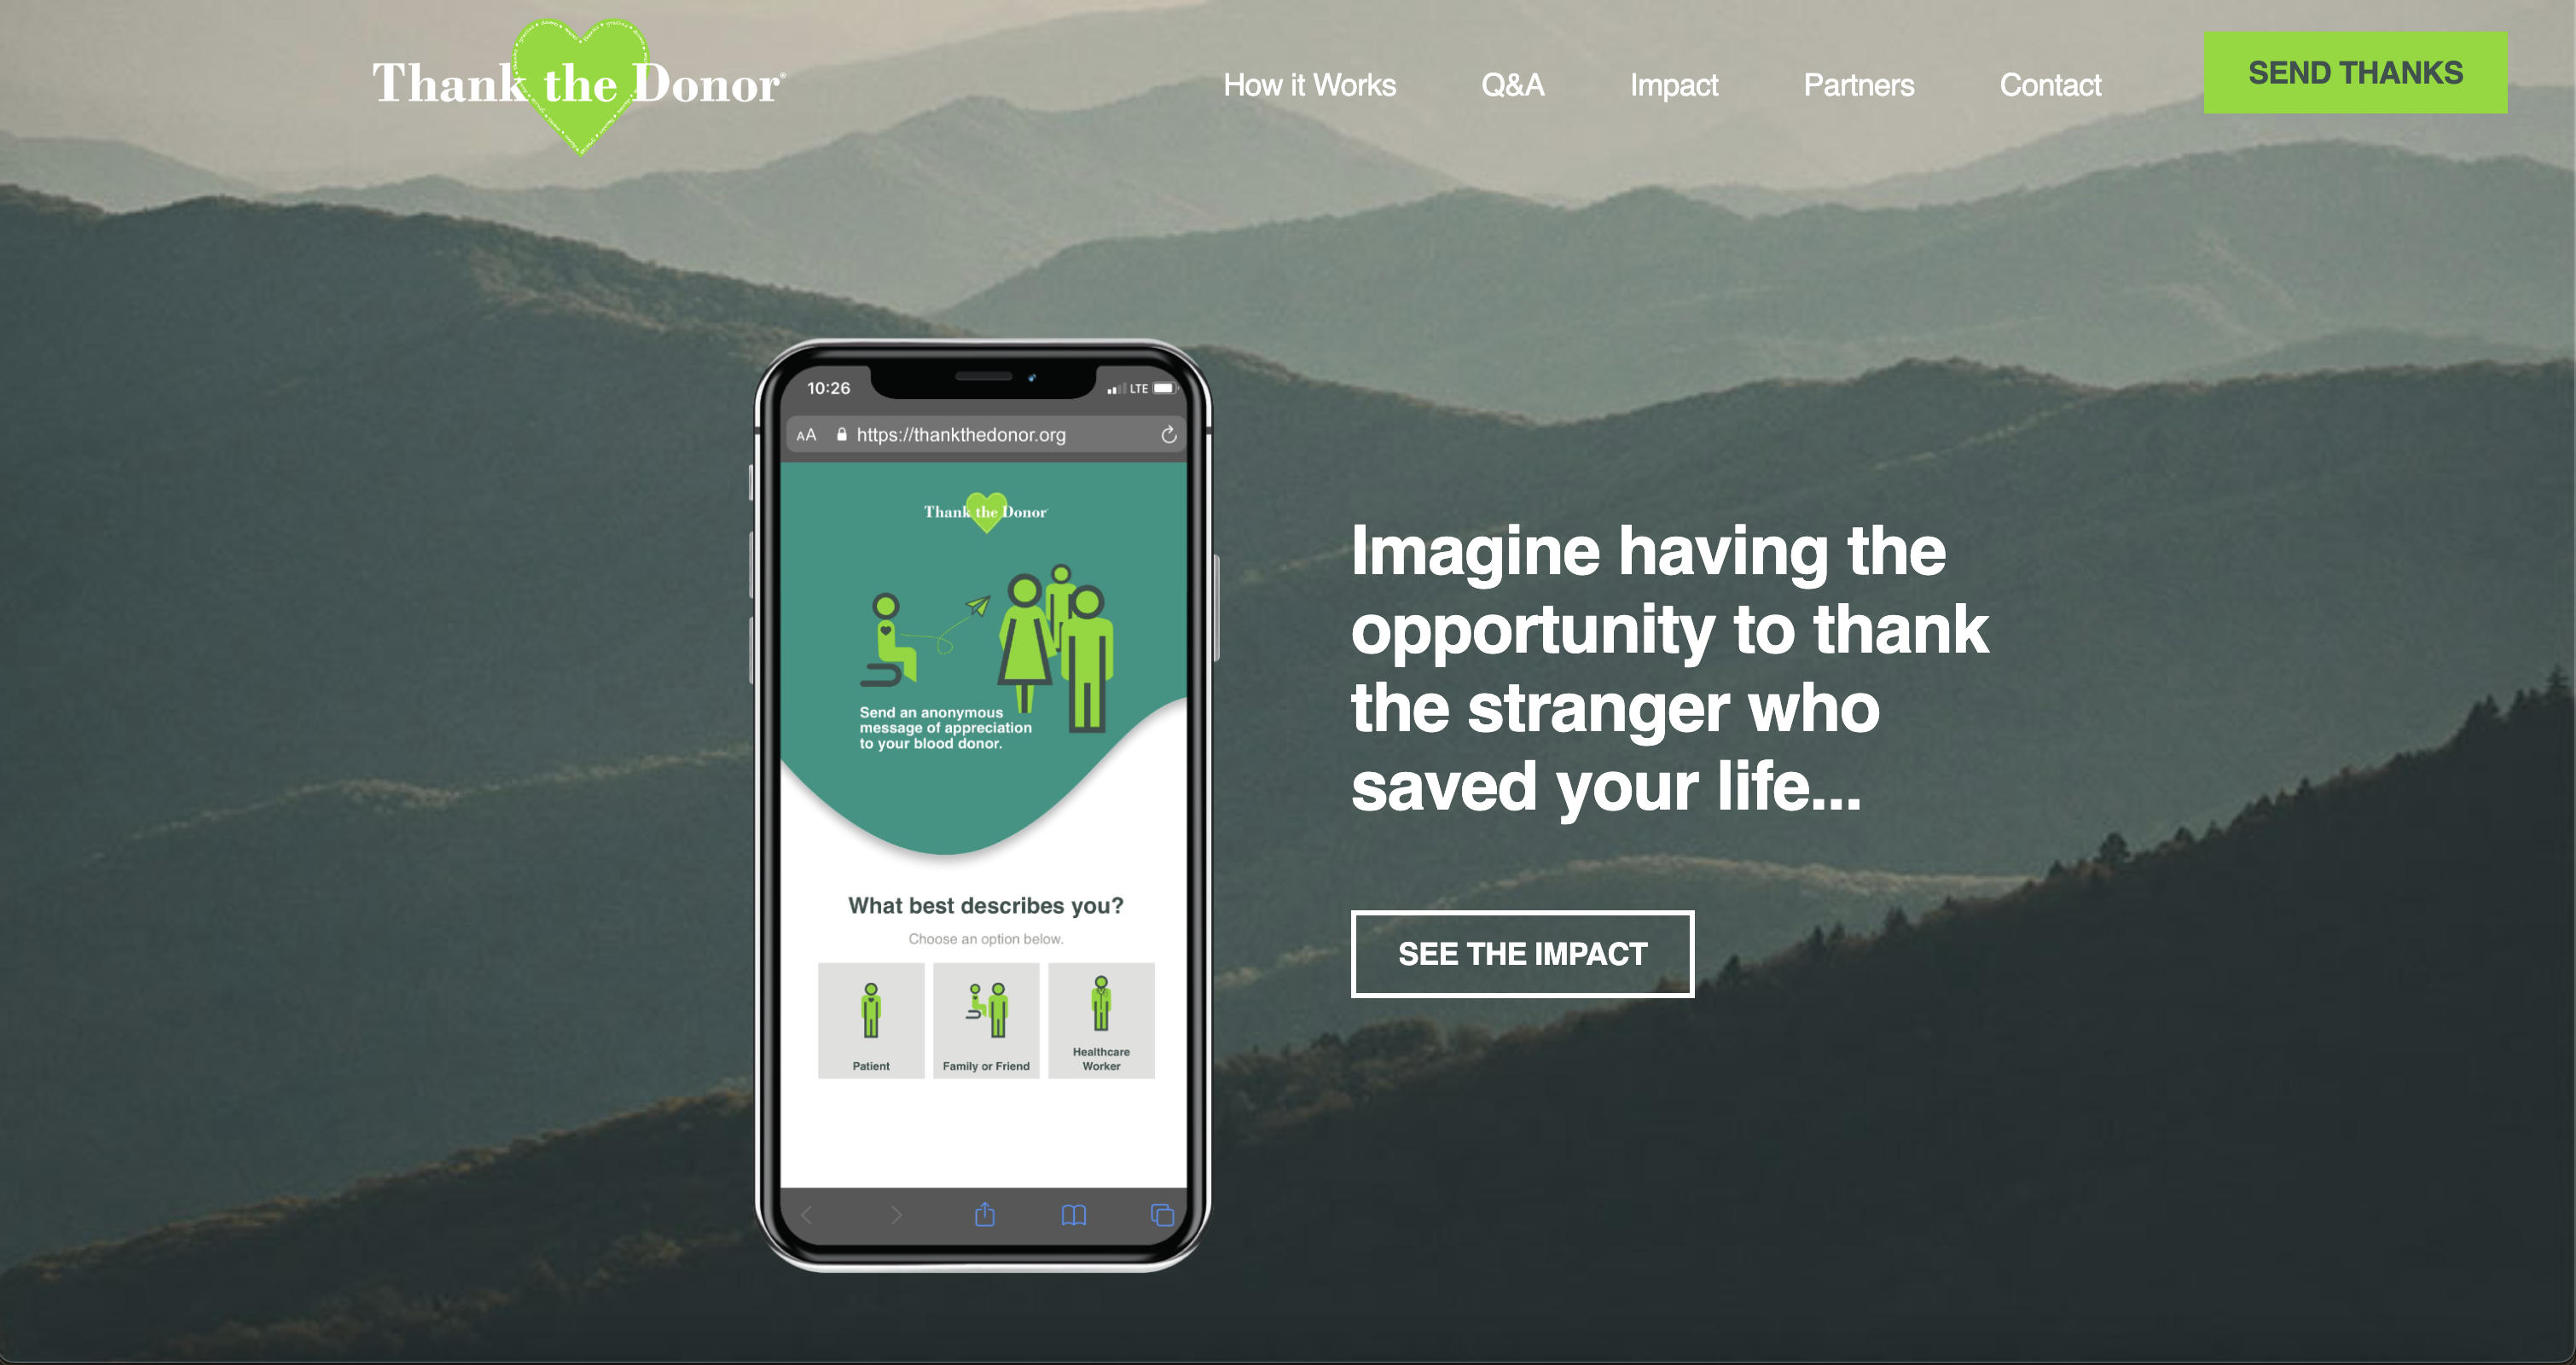 Thank the Donor®
How it Works
Q&A
Impact
Partners
Contact
SEND THANKS
10:26
LTE
AA https://thankthedonor.org
Thank the Donor
Send an anonymous
message of appreciation
to your blood donor.
What best describes you?
Choose an option below.
Patient
Family or Friend
Healthcare
Worker
Imagine having the
opportunity to thank
the stranger who
saved your life...
SEE THE IMPACT